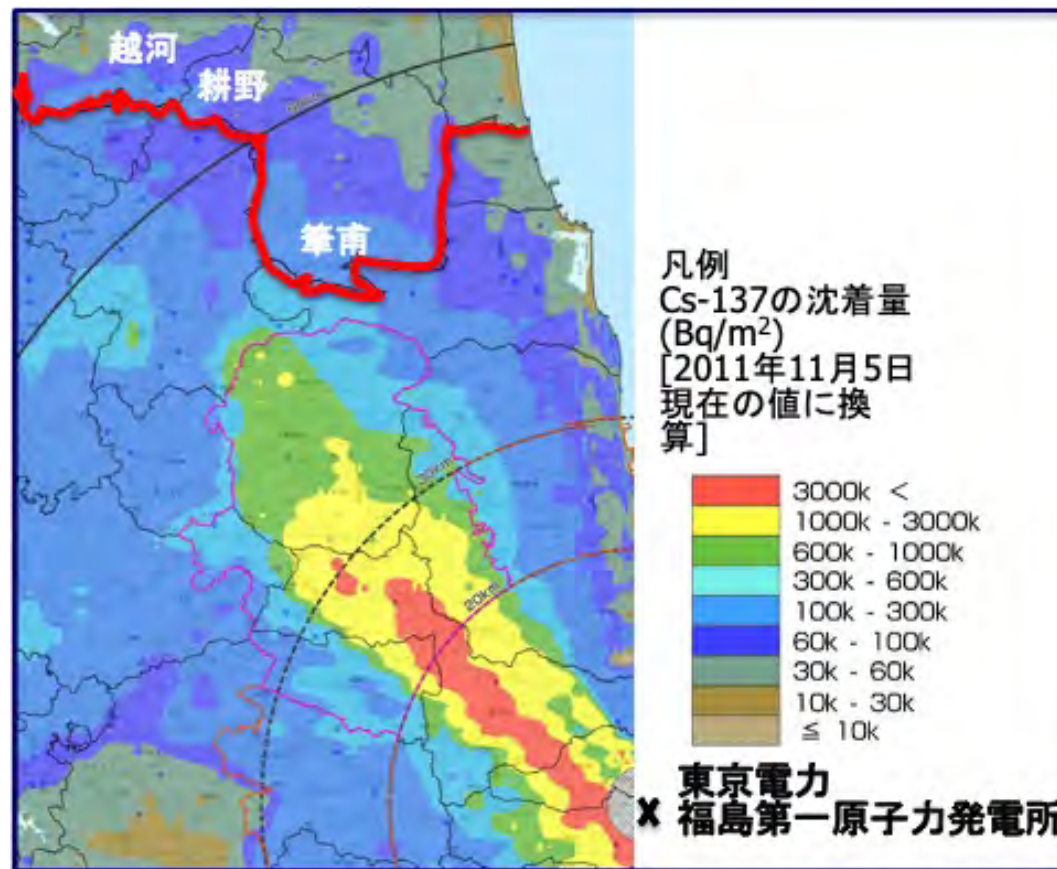 越河
耕野
筆甫
30km
20km
凡例
Cs-137の沈着量
(Bq/m²)
[2011年11月5日
現在の値に換
算]
3000k <
1000k - 3000k
600k - 1000k
300k - 600k
100k - 300k
60k - 100k
30k - 60k
10k - 30k
≦ 10k
東京電力
X 福島第一原子力発電所